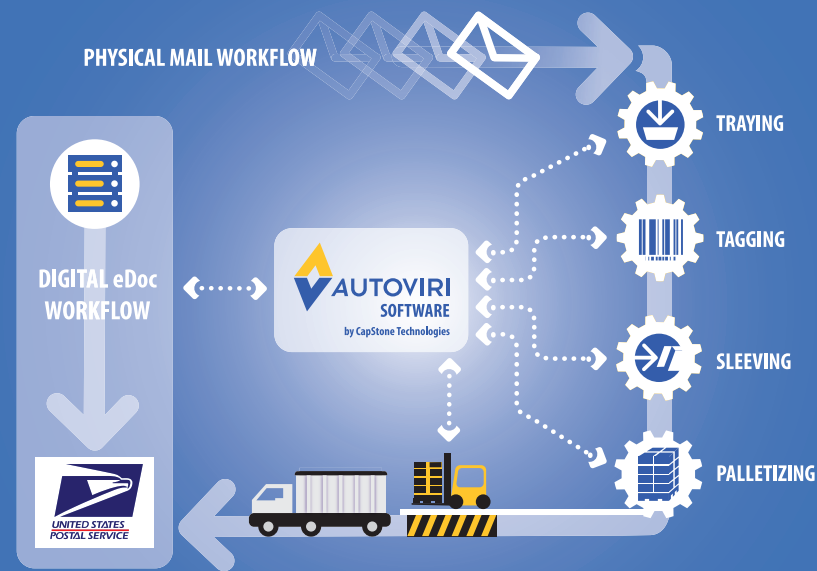 PHYSICAL MAIL WORKFLOW
TRAYING
TAGGING
DIGITAL eDoc
WORKFLOW
AUTOVIRI
SOFTWARE
by CapStone Technologies
SLEEVING
PALLETIZING
UNITED STATES
POSTAL SERVICE